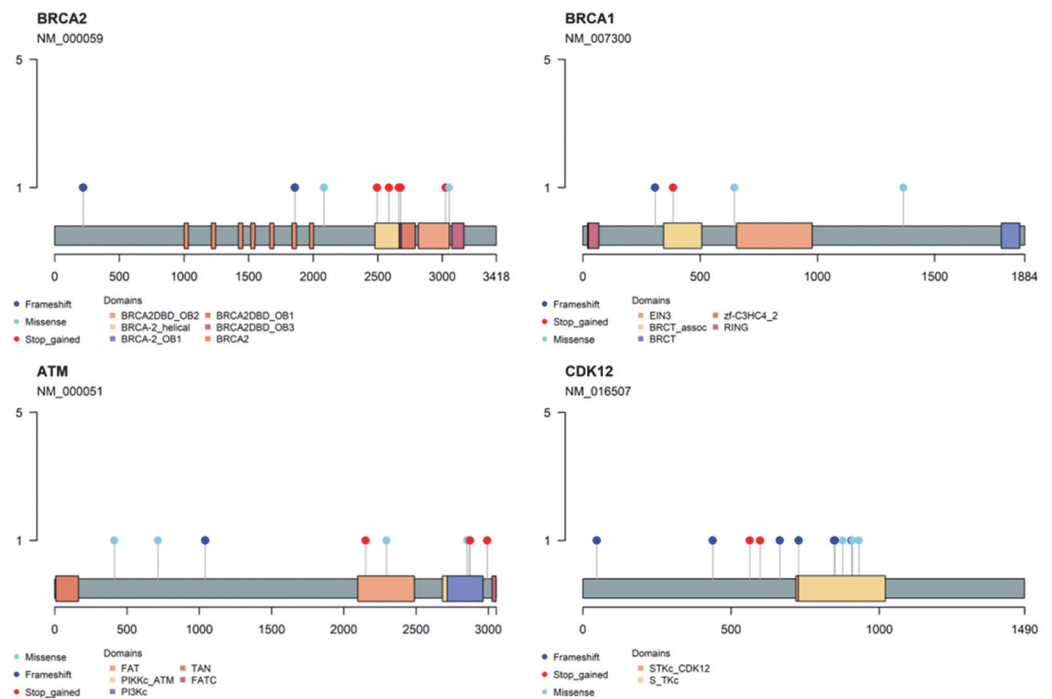 BRCA2
NM_000059
5
1
0 500 1000 1500 2000 2500 3000 3418
Frameshift
Missense
Stop_gained
Domains
BRCA2DBD_OB2 BRCA2DBD_OB1
BRCA-2_helical BRCA2DBD_OB3
BRCA-2_OB1 BRCA2
BRCA1
NM_007300
5
1
0 500 1000 1500 1884
Frameshift
Stop_gained
Missense
Domains
EIN3 zf-C3HC4_2
BRCT_assoc RING
BRCT
ATM
NM_000051
5
1
0 500 1000 1500 2000 2500 3000
Missense
Frameshift
Stop_gained
Domains
FAT TAN
PIKKc_ATM FATC
PI3Kc
CDK12
NM_016507
5
1
0 500 1000 1490
Frameshift
Stop_gained
Missense
Domains
STKc_CDK12
S_TKc